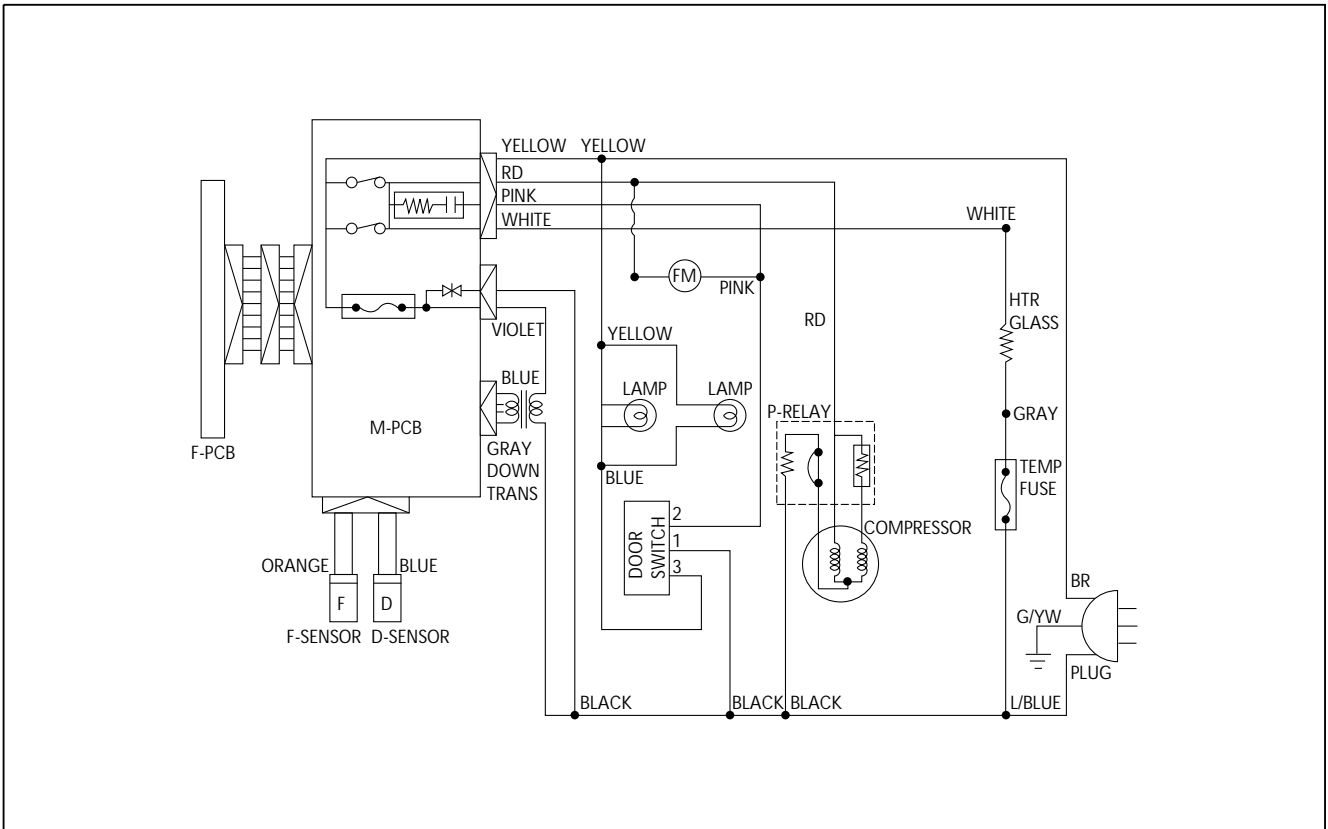 YELLOW YELLOW
RD
PINK
WHITE
WHITE
FM
PINK
HTR
GLASS
VIOLET
RD
YELLOW
BLUE
LAMP
LAMP
P-RELAY
GRAY
M-PCB
F-PCB
GRAY
DOWN
TRANS
BLUE
TEMP
FUSE
DOOR
SWITCH
2
1
3
COMPRESSOR
ORANGE
BLUE
F
D
F-SENSOR D-SENSOR
BR
G/YW
PLUG
BLACK
BLACK
BLACK
L/BLUE